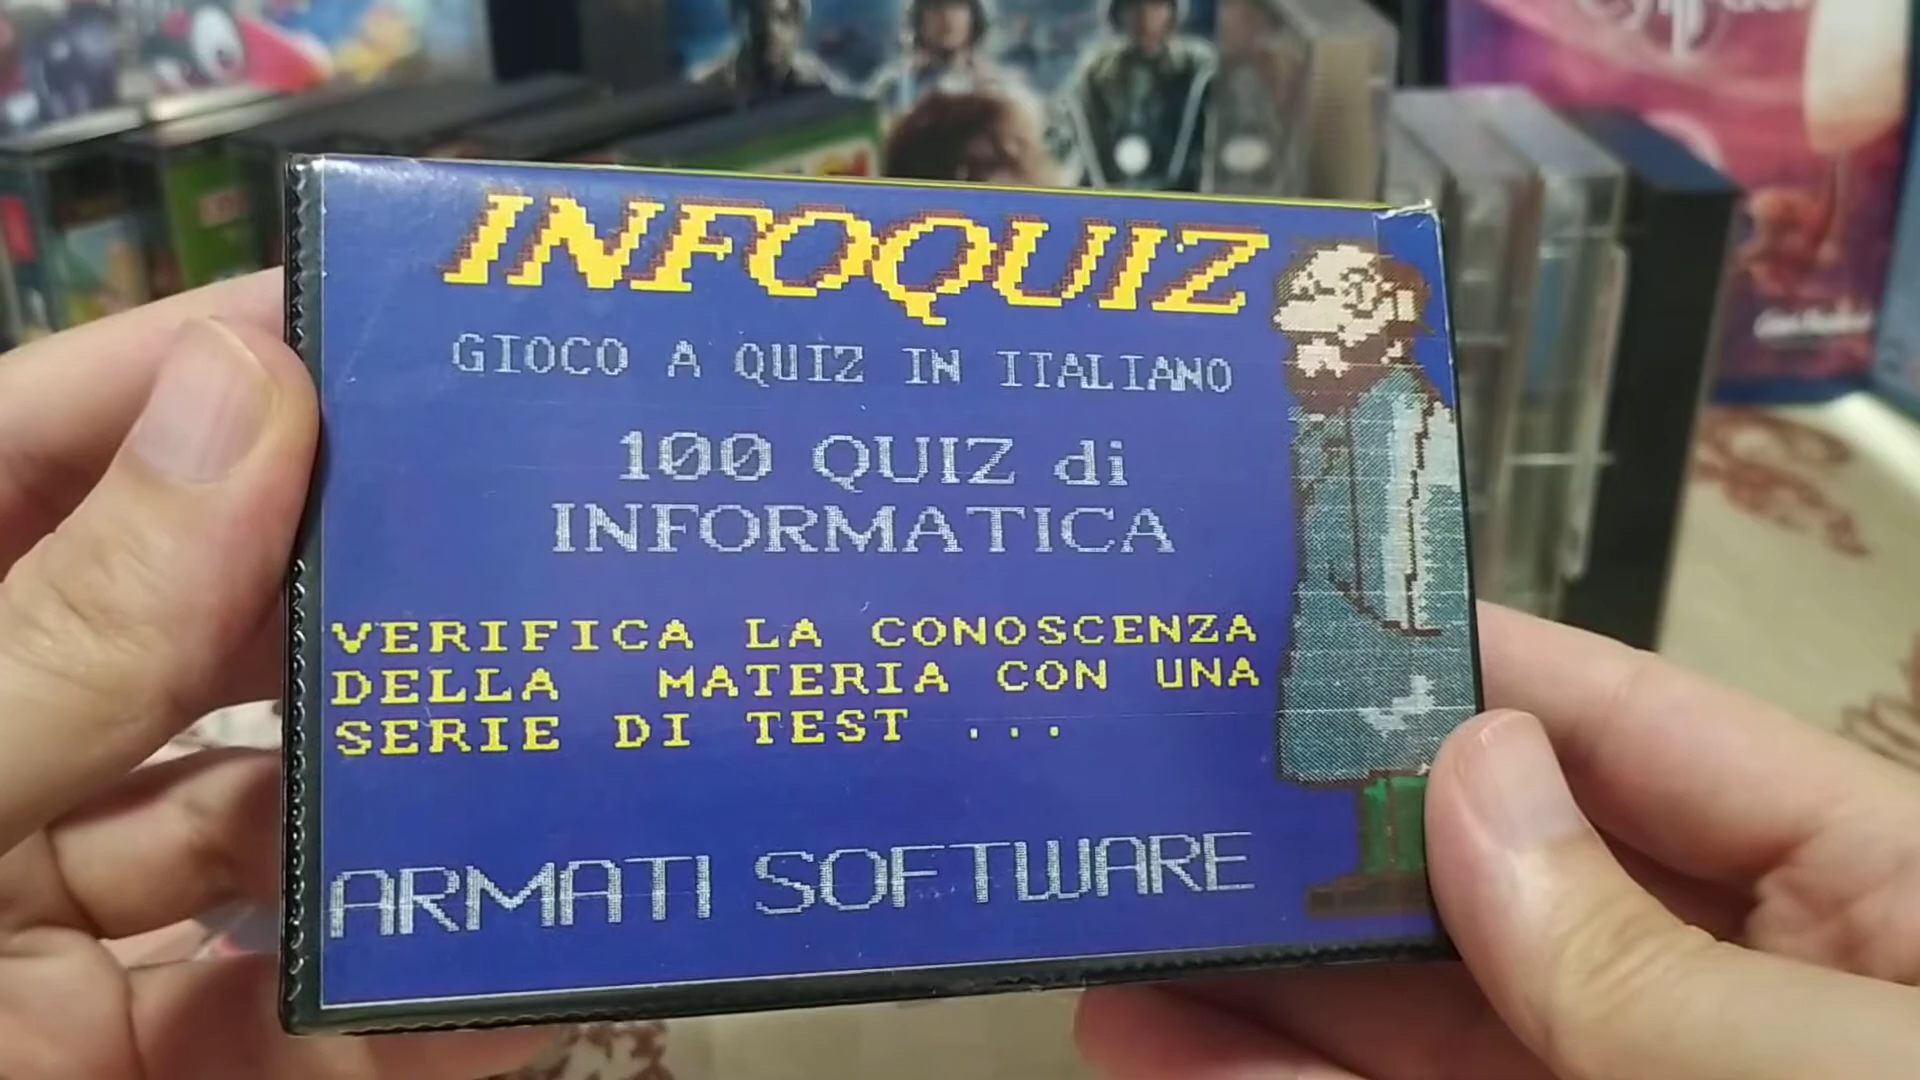 INFOQUIZ
GIOCO A QUIZ IN ITALIANO
100 QUIZ di
INFORMATICA
VERIFICA LA CONOSCENZA
DELLA MATERIA CON UNA
SERIE DI TEST ...
ARMATI SOFTWARE